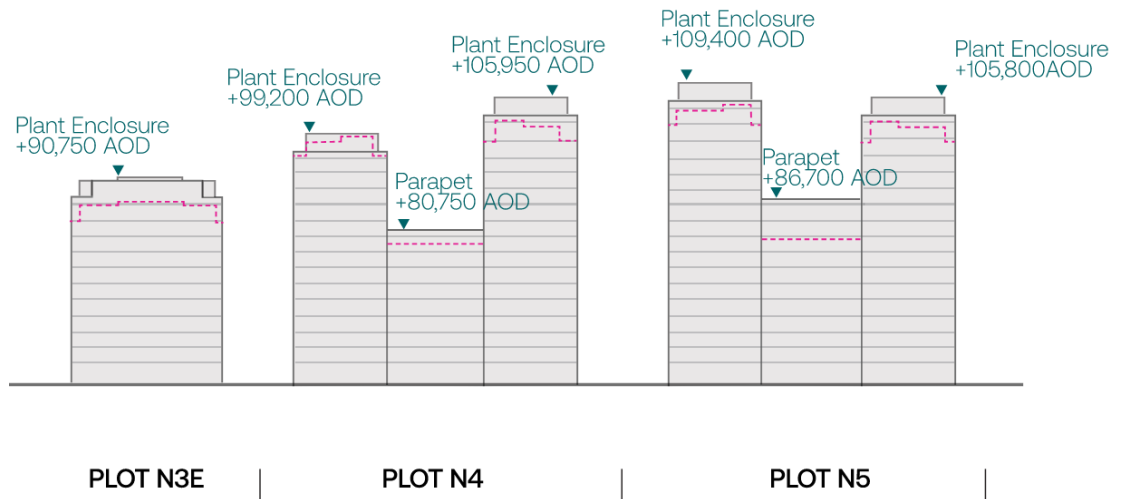 Plant Enclosure
+90,750 AOD
Plant Enclosure
+99,200 AOD
Parapet
+80,750 AOD
Plant Enclosure
+105,950 AOD
Plant Enclosure
+109,400 AOD
Parapet
+86,700 AOD
Plant Enclosure
+105,800AOD
PLOT N3E
PLOT N4
PLOT N5